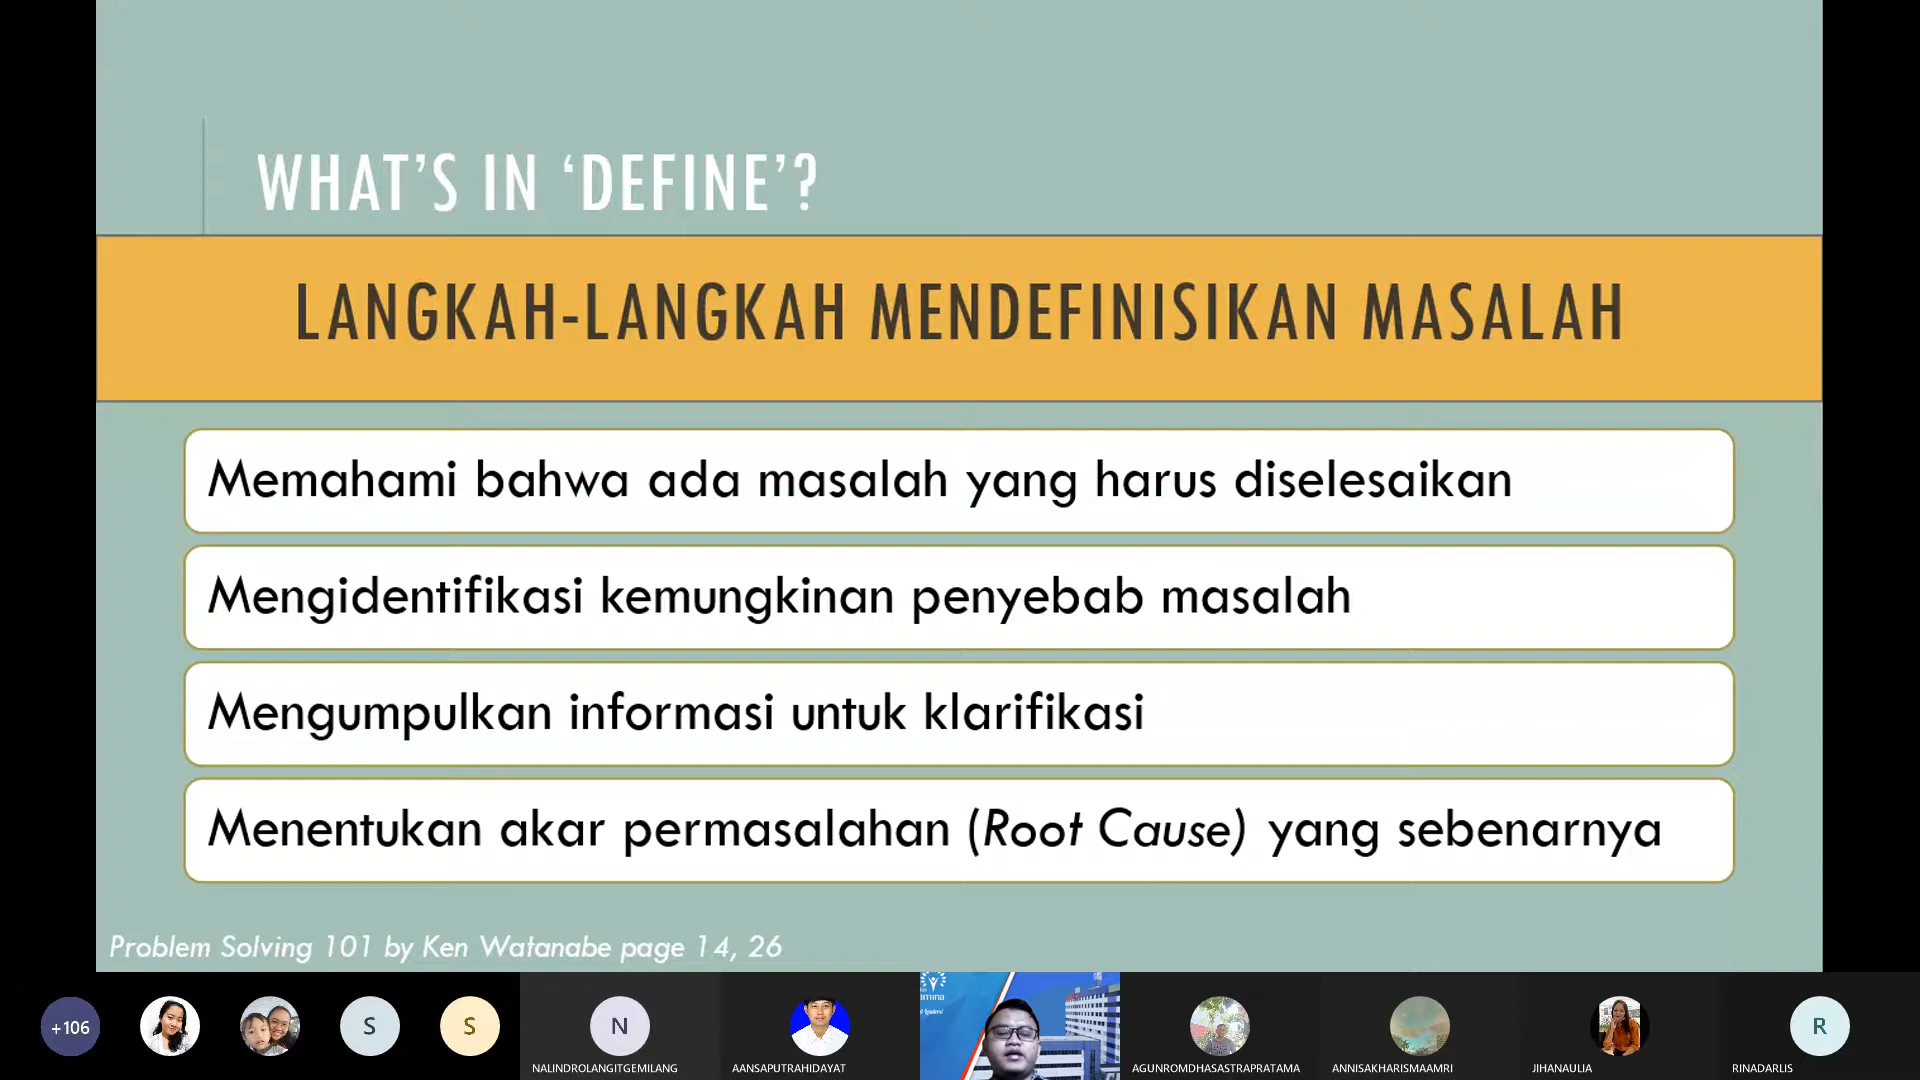 WHAT'S IN ‘DEFINE’?
LANGKAH-LANGKAH MENDEFINISIKAN MASALAH
Memahami bahwa ada masalah yang harus diselesaikan
Mengidentifikasi kemungkinan penyebab masalah
Mengumpulkan informasi untuk klarifikasi
Menentukan akar permasalahan (Root Cause) yang sebenarnya
Problem Solving 101 by Ken Watanabe page 14, 26
+106
S
S
N
R
NALINDROLANGITGEMILANG
AANSAPUTRAHIDAYAT
AGUNROMDHASASTRAPRATAMA
ANNISAKHARISMAAMRI
JIHANAULIA
RINADARLIS